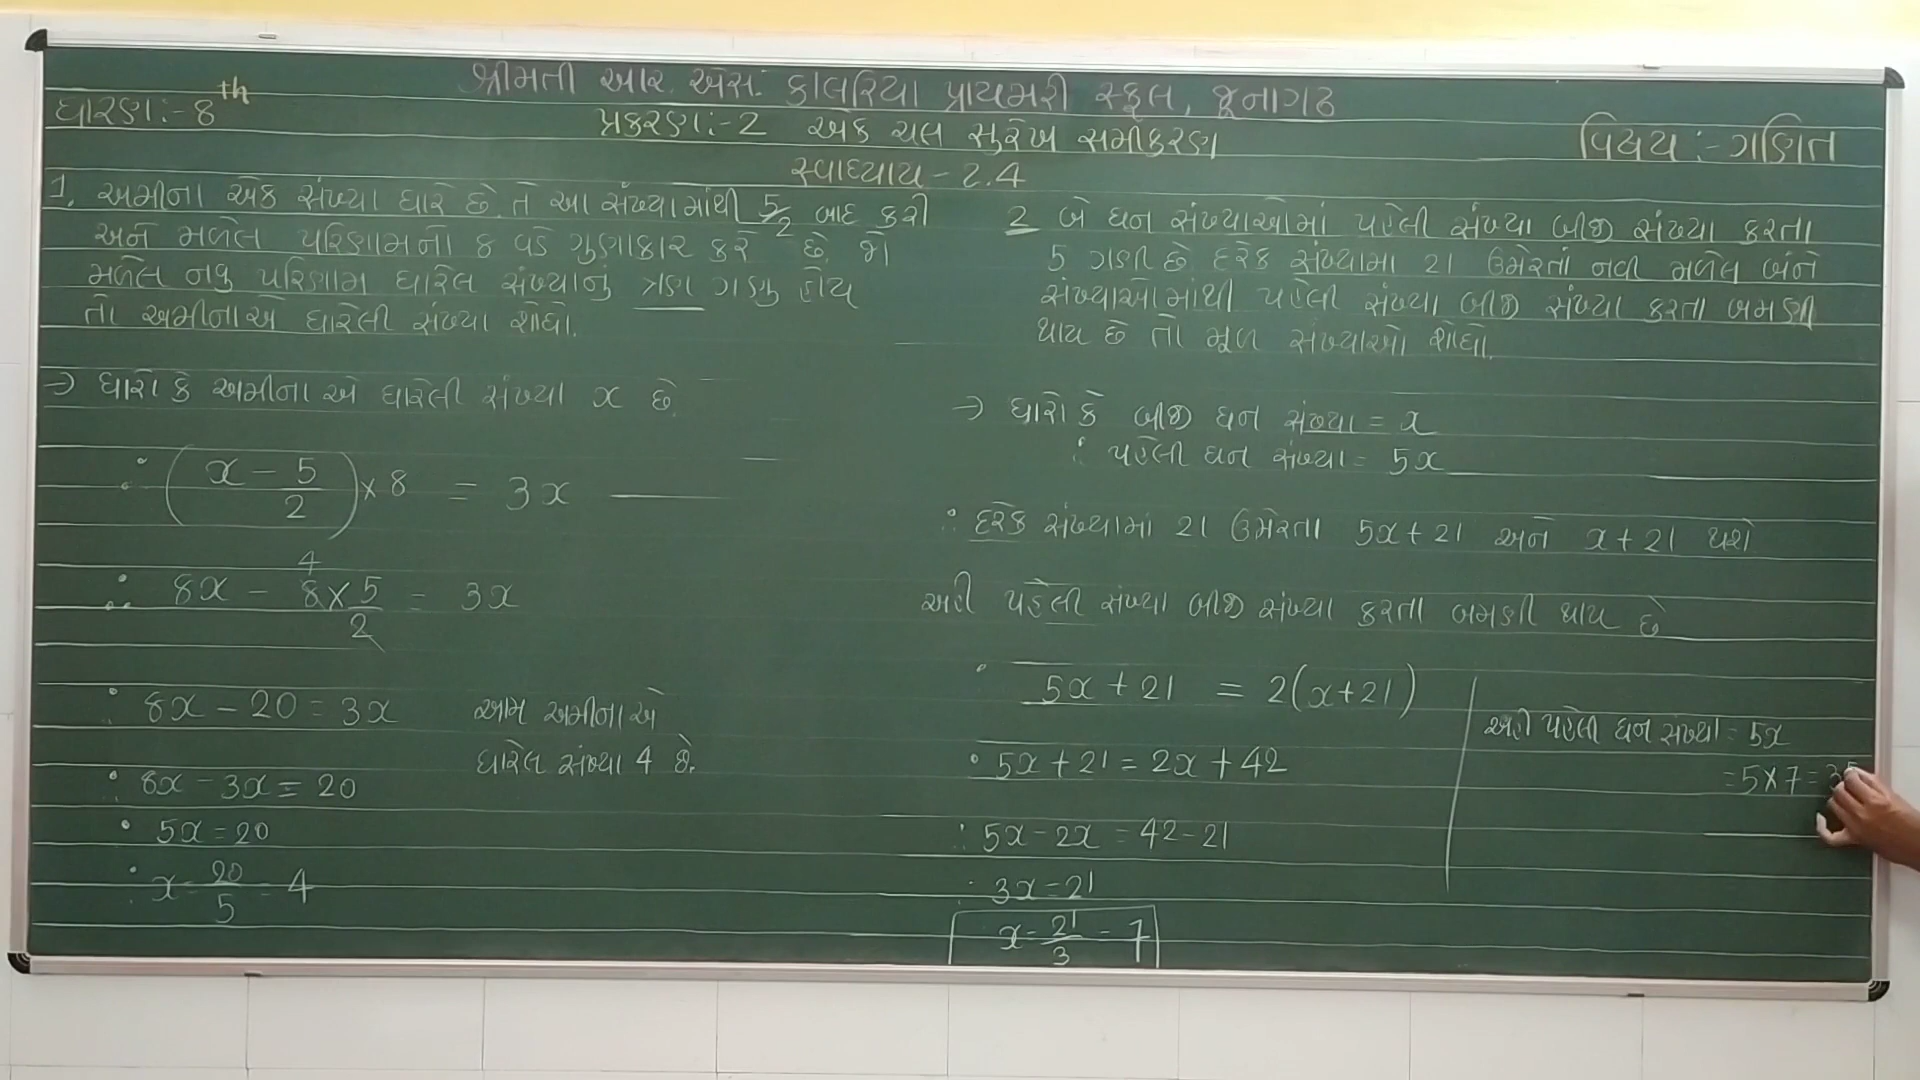 શ્રીમતી આર. એસ. કાલરિયા પ્રાયમરી સ્કૂલ, જૂનાગઢ
ધોરણ:-8th
પ્રકરણ:-2 એક ચલ સુરેખ સમીકરણ
વિષય:- ગણિત
સ્વાધ્યાય-2.4
1. અમીના એક સંખ્યા ધારે છે. તે આ સંખ્યામાંથી 5/2 બાદ કરી
અને મળેલ પરિણામનો 8 વડે ગુણાકાર કરે છે. જો
મળેલ નવુ પરિણામ ધારેલ સંખ્યાનું ત્રણ ગણુ હોય
તો અમીનાએ ધારેલી સંખ્યા શોધો.
→ ધારો કે અમીના એ ધારેલી સંખ્યા x છે.
∴ (x - 5/2) × 8 = 3x
∴ 8x - 8 × 5/2 = 3x
4
∴ 8x - 20 = 3x
∴ 8x - 3x = 20
∴ 5x = 20
∴ x = 20/5 = 4
આમ અમીના એ
ધારેલ સંખ્યા 4 છે.
2 બે ધન સંખ્યાઓમાં પહેલી સંખ્યા બીજી સંખ્યા કરતા
5 ગણી છે. દરેક સંખ્યામા 21 ઉમેરતાં નવી મળેલ બંને
સંખ્યાઓમાંથી પહેલી સંખ્યા બીજી સંખ્યા કરતા બમણી
થાય છે તો મૂળ સંખ્યાઓ શોધો.
→ ધારો કે બીજી ધન સંખ્યા = x
∴ પહેલી ધન સંખ્યા = 5x
∴ દરેક સંખ્યામાં 21 ઉમેરતા 5x + 21 અને x + 21 થશે
અહીં પહેલી સંખ્યા બીજી સંખ્યા કરતા બમણી થાય છે
∴ 5x + 21 = 2(x+21)
∴ 5x + 21 = 2x + 42
∴ 5x - 2x = 42 - 21
∴ 3x = 21
x = 21/3 = 7
અહીં પહેલી ધન સંખ્યા = 5x
= 5×7 = 35